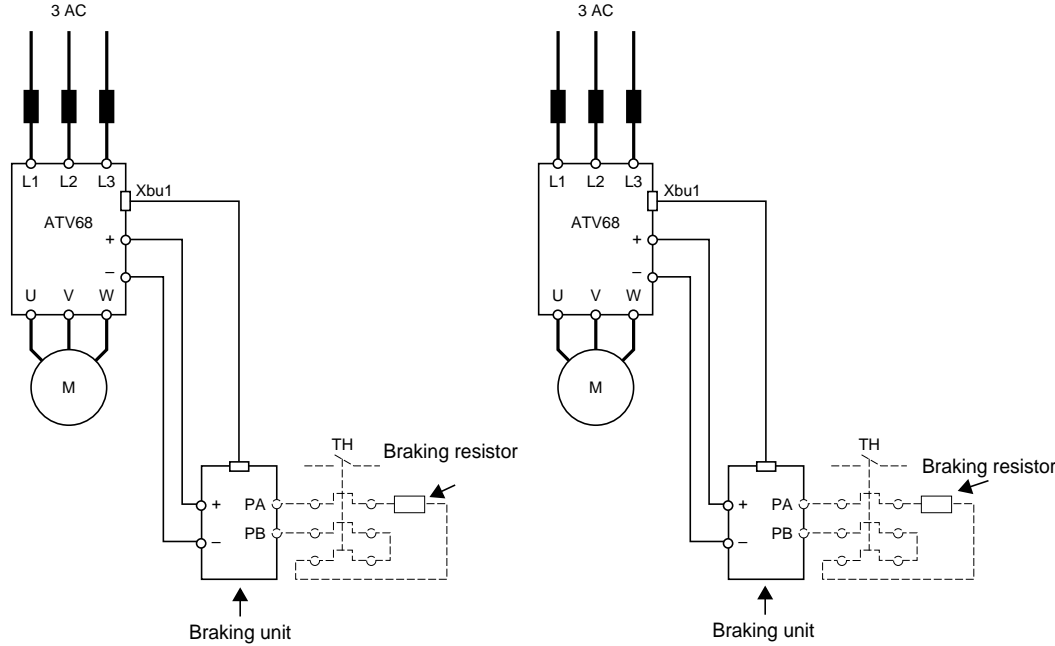 3 AC
L1 L2 L3
Xbu1
ATV68
+
–
U V W
M
TH
Braking resistor
+ PA
– PB
Braking unit
3 AC
L1 L2 L3
Xbu1
ATV68
+
–
U V W
M
TH
Braking resistor
+ PA
– PB
Braking unit